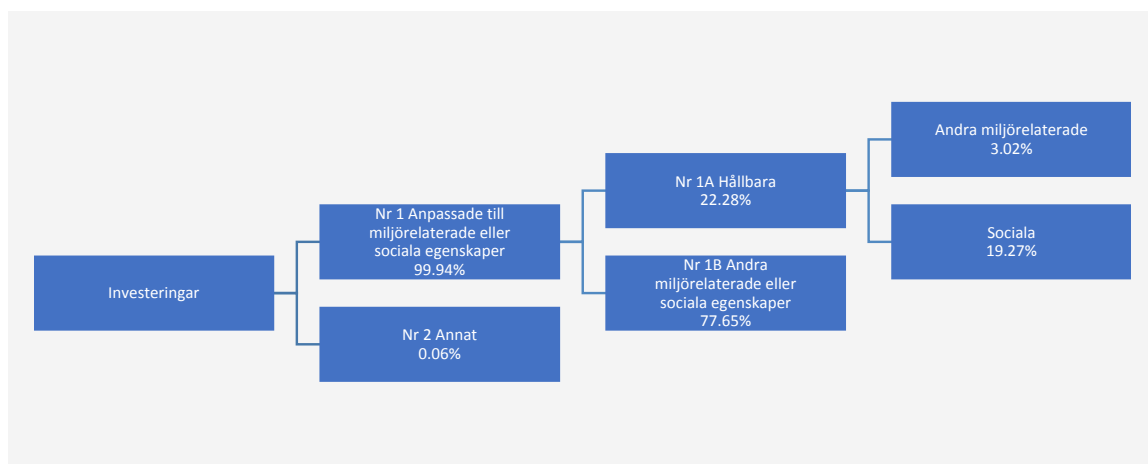 Investeringar
Nr 1 Anpassade till
miljörelaterade eller
sociala egenskaper
99.94%
Nr 2 Annat
0.06%
Nr 1A Hållbara
22.28%
Nr 1B Andra
miljörelaterade eller
sociala egenskaper
77.65%
Andra miljörelaterade
3.02%
Sociala
19.27%